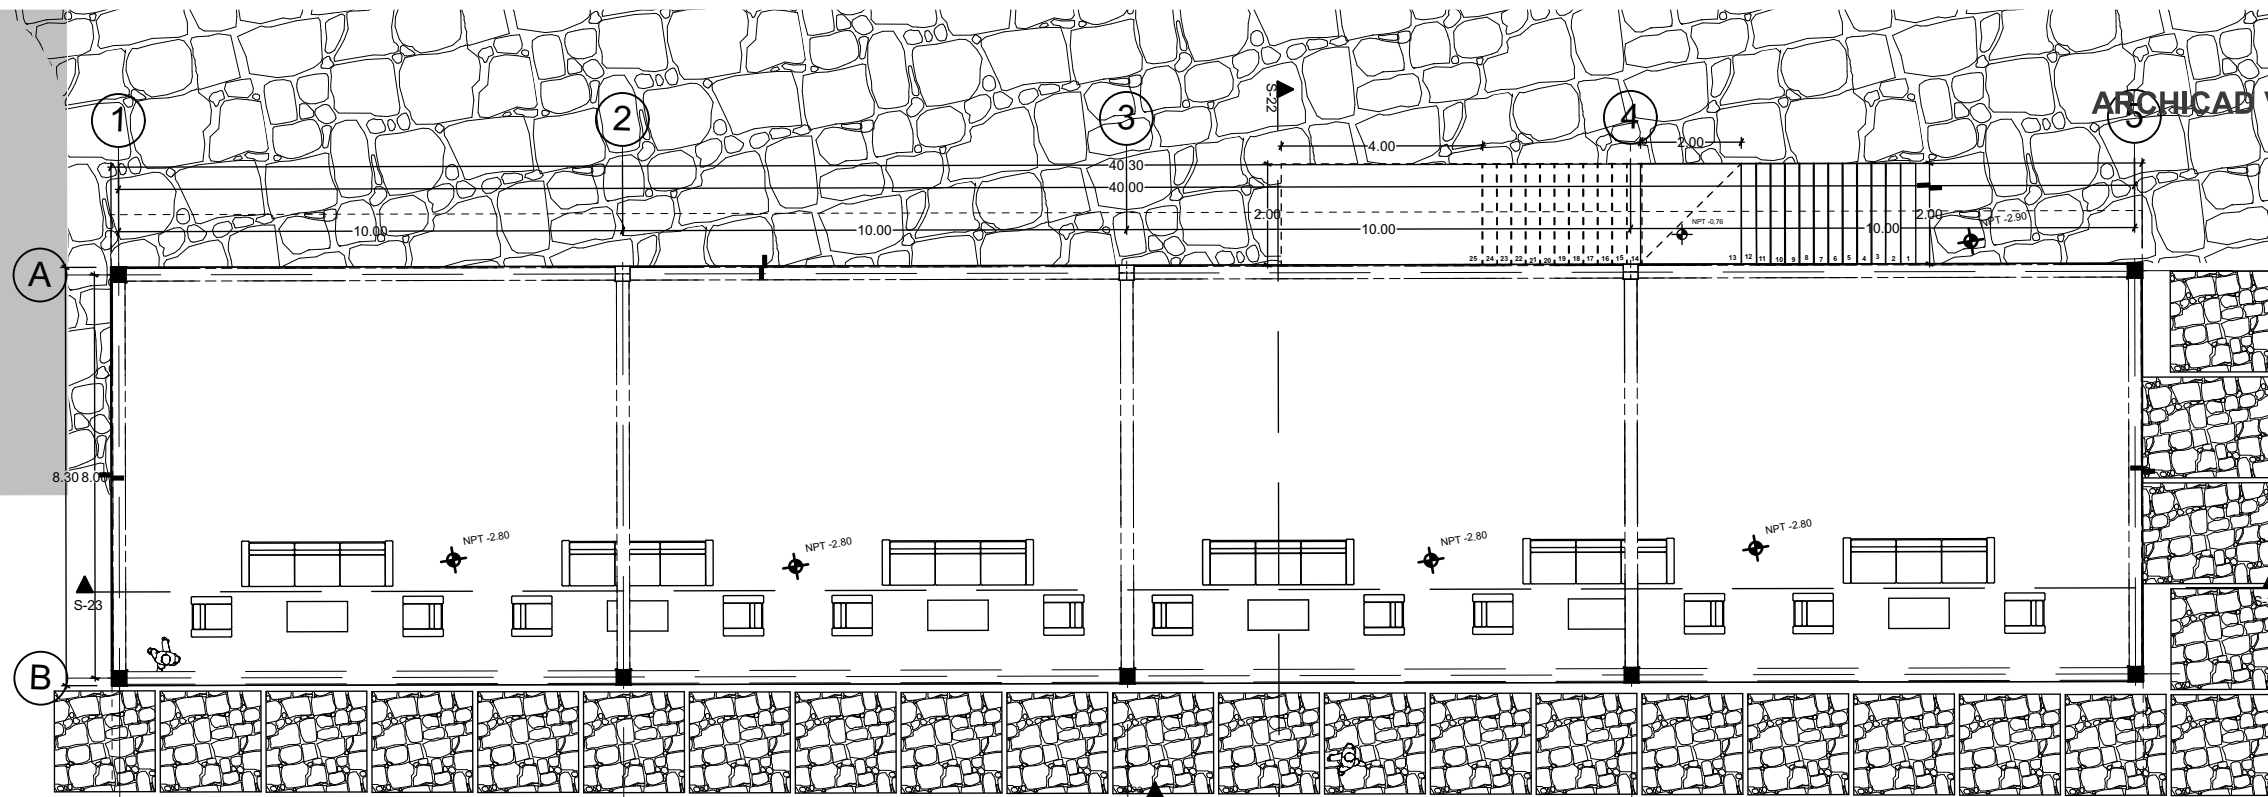 S-22
ARCHICAD
1
2
3
4
5
4.00
2.00
40.30
40.00
2.00
2.00
NPT -0,76
NPT -2.90
10.00
10.00
10.00
10.00
25 24 23 22 21 20 19 18 17 16 15 14 13 12 11 10 9 8 7 6 5 4 3 2 1
A
8.30 8.00
NPT -2.80
NPT -2.80
NPT -2.80
NPT -2.80
S-23
B